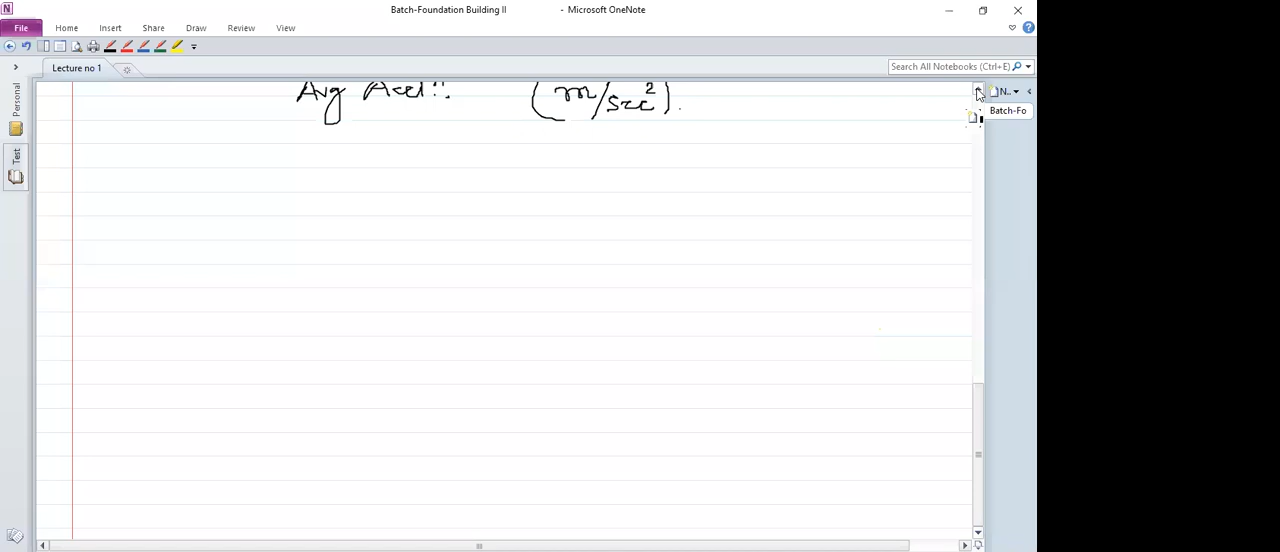 Batch-Foundation Building II - Microsoft OneNote
File Home Insert Share Draw Review View
Lecture no 1
Search All Notebooks (Ctrl+E)
N..
Batch-Fo
Personal
Test
Avg Accl!! (m/sec²).